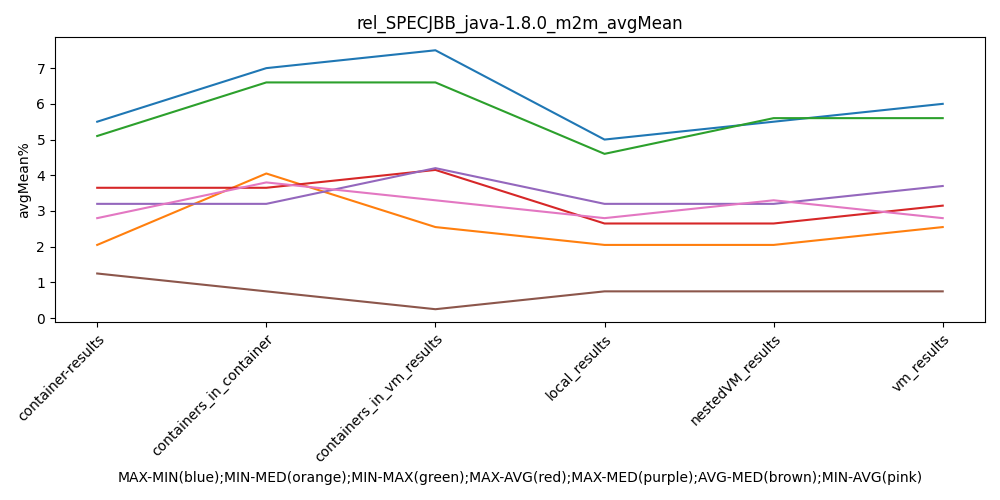 rel_SPECJBB_java-1.8.0_m2m_avgMean
avgMean%
7
6
5
4
3
2
1
0
container-results
containers_in_container
containers_in_vm_results
local_results
nestedVM_results
vm_results
MAX-MIN(blue);MIN-MED(orange);MIN-MAX(green);MAX-AVG(red);MAX-MED(purple);AVG-MED(brown);MIN-AVG(pink)